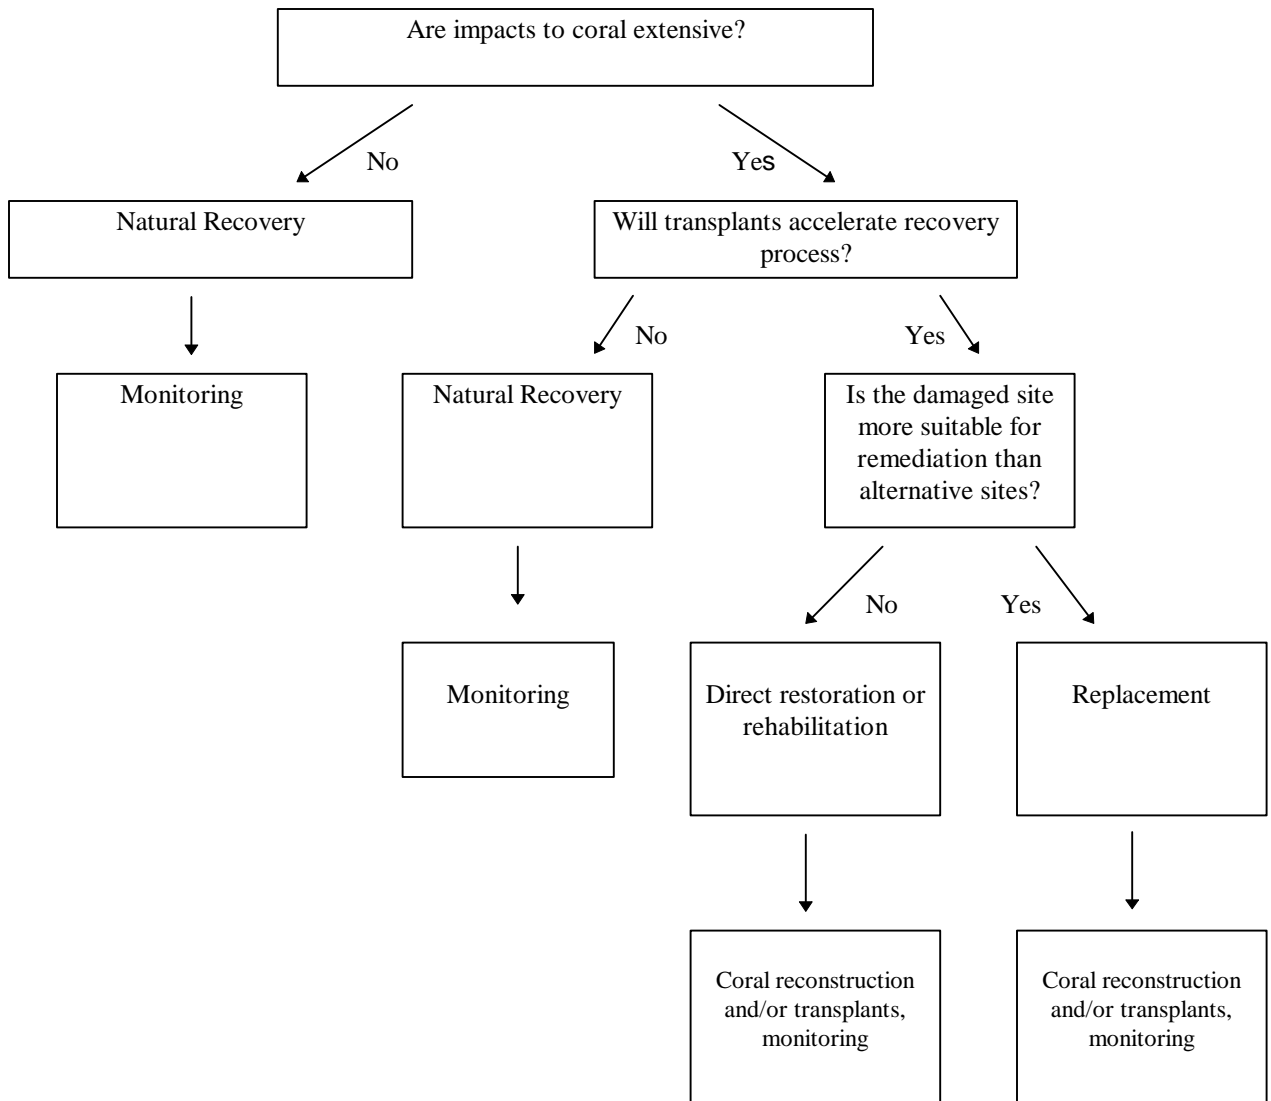 Are impacts to coral extensive?
No
Yes
Natural Recovery
Will transplants accelerate recovery
process?
No
Yes
Monitoring
Natural Recovery
Is the damaged site
more suitable for
remediation than
alternative sites?
No
Yes
Monitoring
Direct restoration or
rehabilitation
Replacement
Coral reconstruction
and/or transplants,
monitoring
Coral reconstruction
and/or transplants,
monitoring